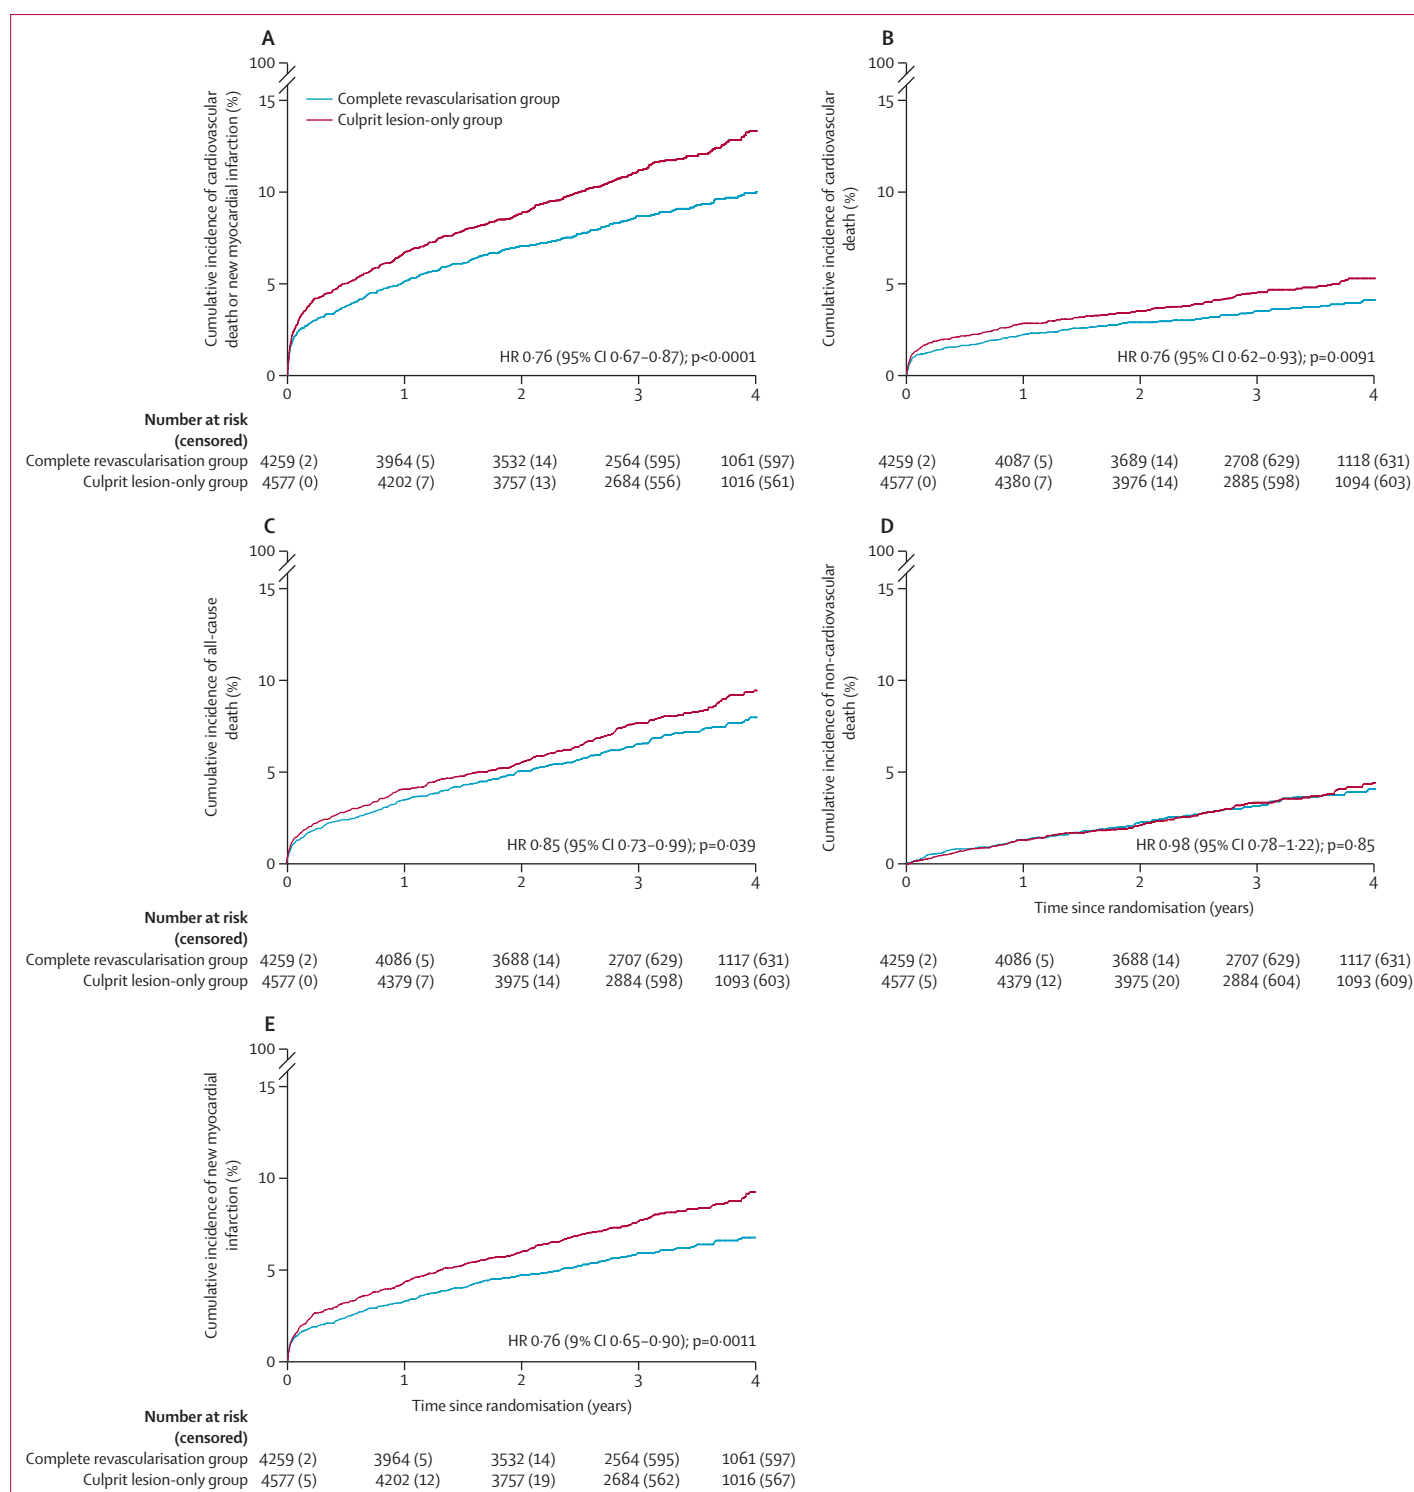 A
Cumulative incidence of cardiovascular
death or new myocardial infarction (%)
100
15
10
5
0
Complete revascularisation group
Culprit lesion-only group
HR 0·76 (95% CI 0·67–0·87); p<0·0001
0 1 2 3 4
Number at risk
(censored)
Complete revascularisation group 4259 (2) 3964 (5) 3532 (14) 2564 (595) 1061 (597)
Culprit lesion-only group 4577 (0) 4202 (7) 3757 (13) 2684 (556) 1016 (561)
B
Cumulative incidence of cardiovascular
death (%)
100
15
10
5
0
HR 0·76 (95% CI 0·62–0·93); p=0·0091
0 1 2 3 4
4259 (2) 4087 (5) 3689 (14) 2708 (629) 1118 (631)
4577 (0) 4380 (7) 3976 (14) 2885 (598) 1094 (603)
C
Cumulative incidence of all-cause
death (%)
100
15
10
5
0
HR 0·85 (95% CI 0·73–0·99); p=0·039
0 1 2 3 4
Number at risk
(censored)
Complete revascularisation group 4259 (2) 4086 (5) 3688 (14) 2707 (629) 1117 (631)
Culprit lesion-only group 4577 (0) 4379 (7) 3975 (14) 2884 (598) 1093 (603)
D
Cumulative incidence of non-cardiovascular
death (%)
100
15
10
5
0
HR 0·98 (95% CI 0·78–1·22); p=0·85
0 1 2 3 4
Time since randomisation (years)
4259 (2) 4086 (5) 3688 (14) 2707 (629) 1117 (631)
4577 (5) 4379 (12) 3975 (20) 2884 (604) 1093 (609)
E
Cumulative incidence of new myocardial
infarction (%)
100
15
10
5
0
HR 0·76 (9% CI 0·65–0·90); p=0·0011
0 1 2 3 4
Time since randomisation (years)
Number at risk
(censored)
Complete revascularisation group 4259 (2) 3964 (5) 3532 (14) 2564 (595) 1061 (597)
Culprit lesion-only group 4577 (5) 4202 (12) 3757 (19) 2684 (562) 1016 (567)